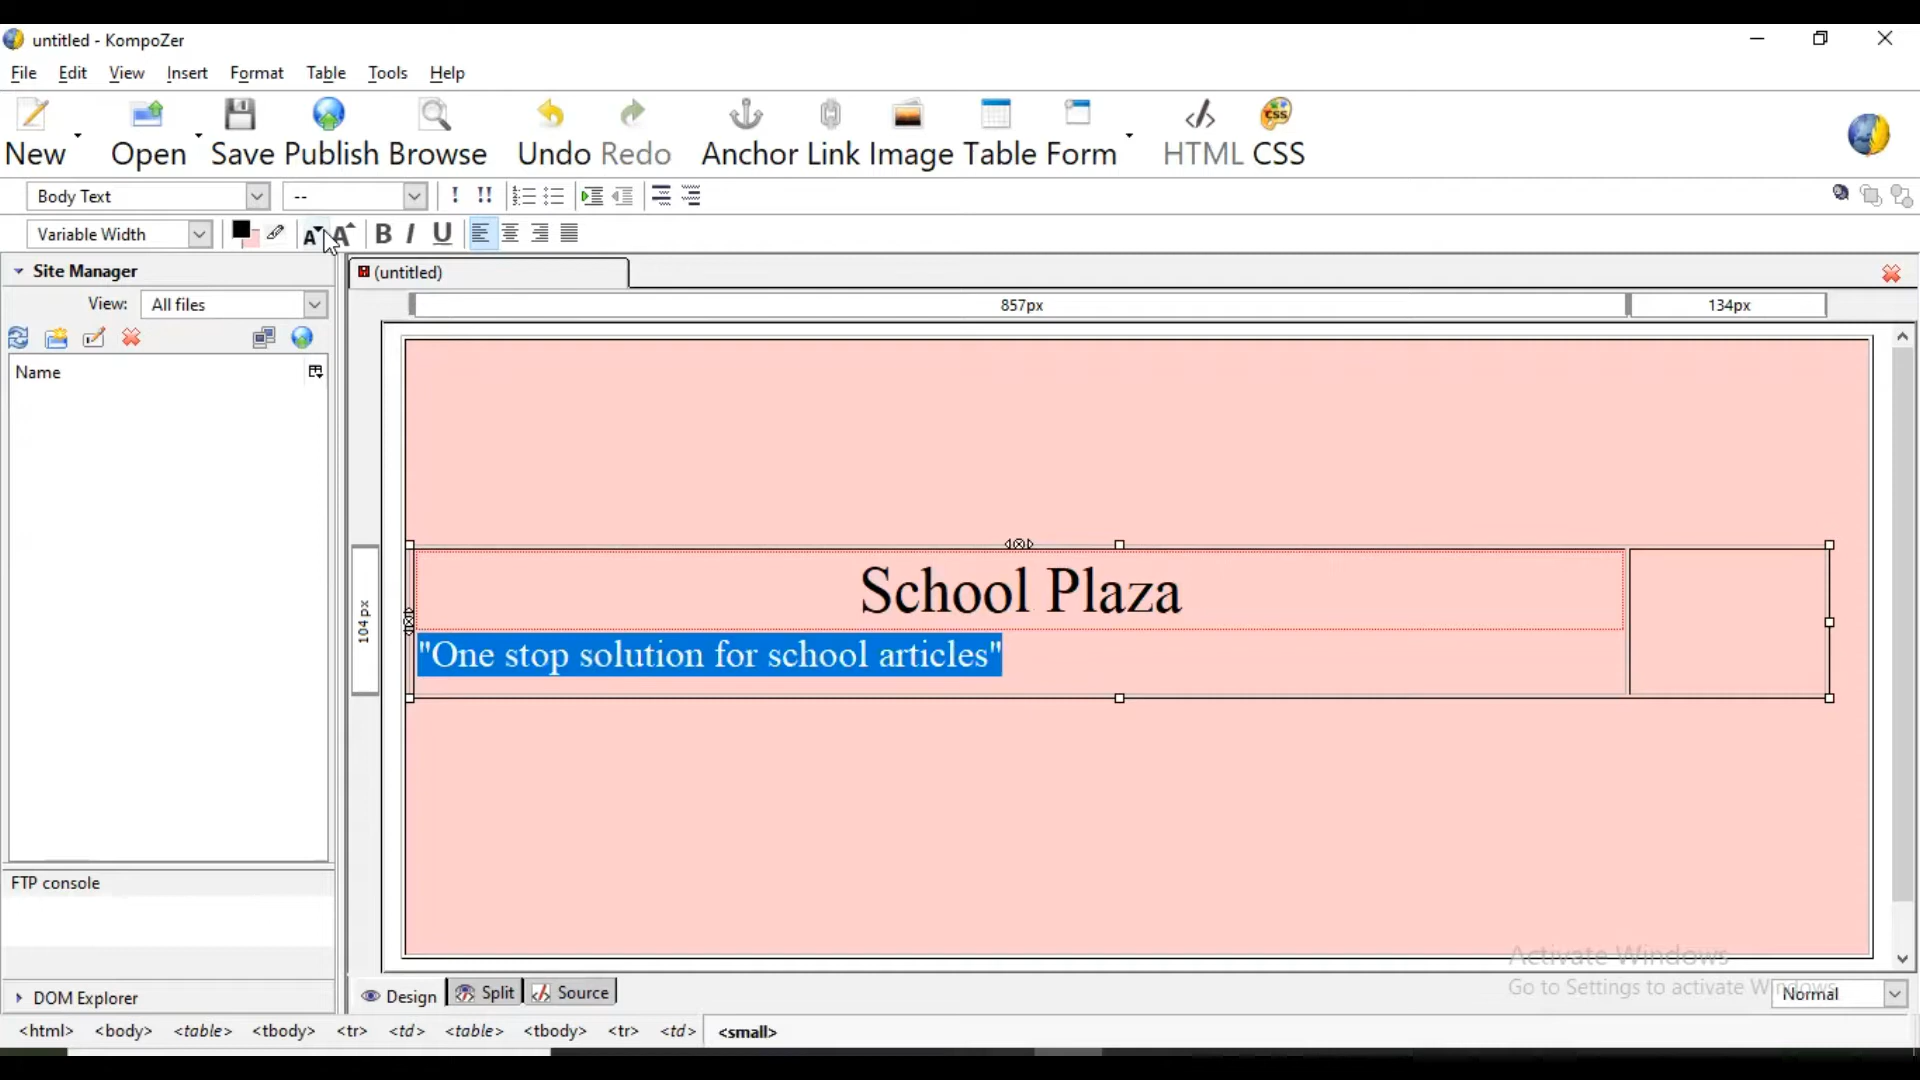 untitled - KompoZer
File Edit View Insert Format Table Tools Help
New Open Save Publish Browse Undo Redo Anchor Link Image Table Form HTML CSS
Body Text -- ! !!
Variable Width A A B I U
Site Manager (untitled)
View: All files 857px 134px
Name
104 px
School Plaza
"One stop solution for school articles"
FTP console
Activate Windows
Go to Settings to activate Windows.
DOM Explorer Design Split Source Normal
<html> <body> <table> <tbody> <tr> <td> <table> <tbody> <tr> <td> <small>